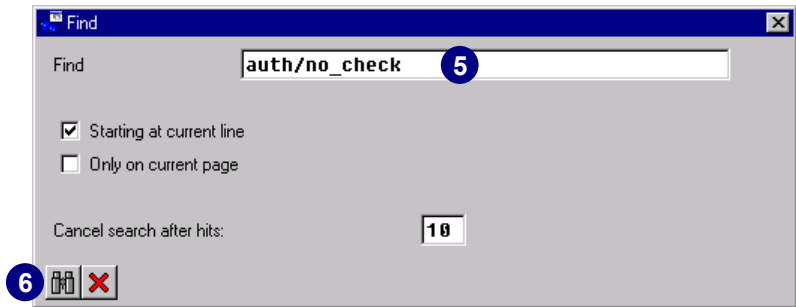 Find
Find auth/no_check 5
Starting at current line
Only on current page
Cancel search after hits: 10
6